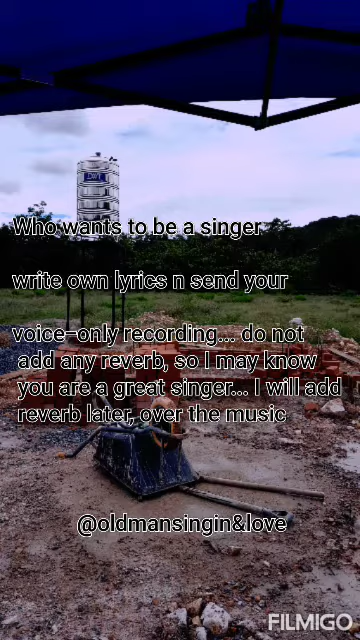 Who wants to be a singer
write own lyrics n send your
voice-only recording... do not
add any reverb, so I may know
you are a great singer... I will add
reverb later, over the music
@oldmansingin&love
FILMIGO